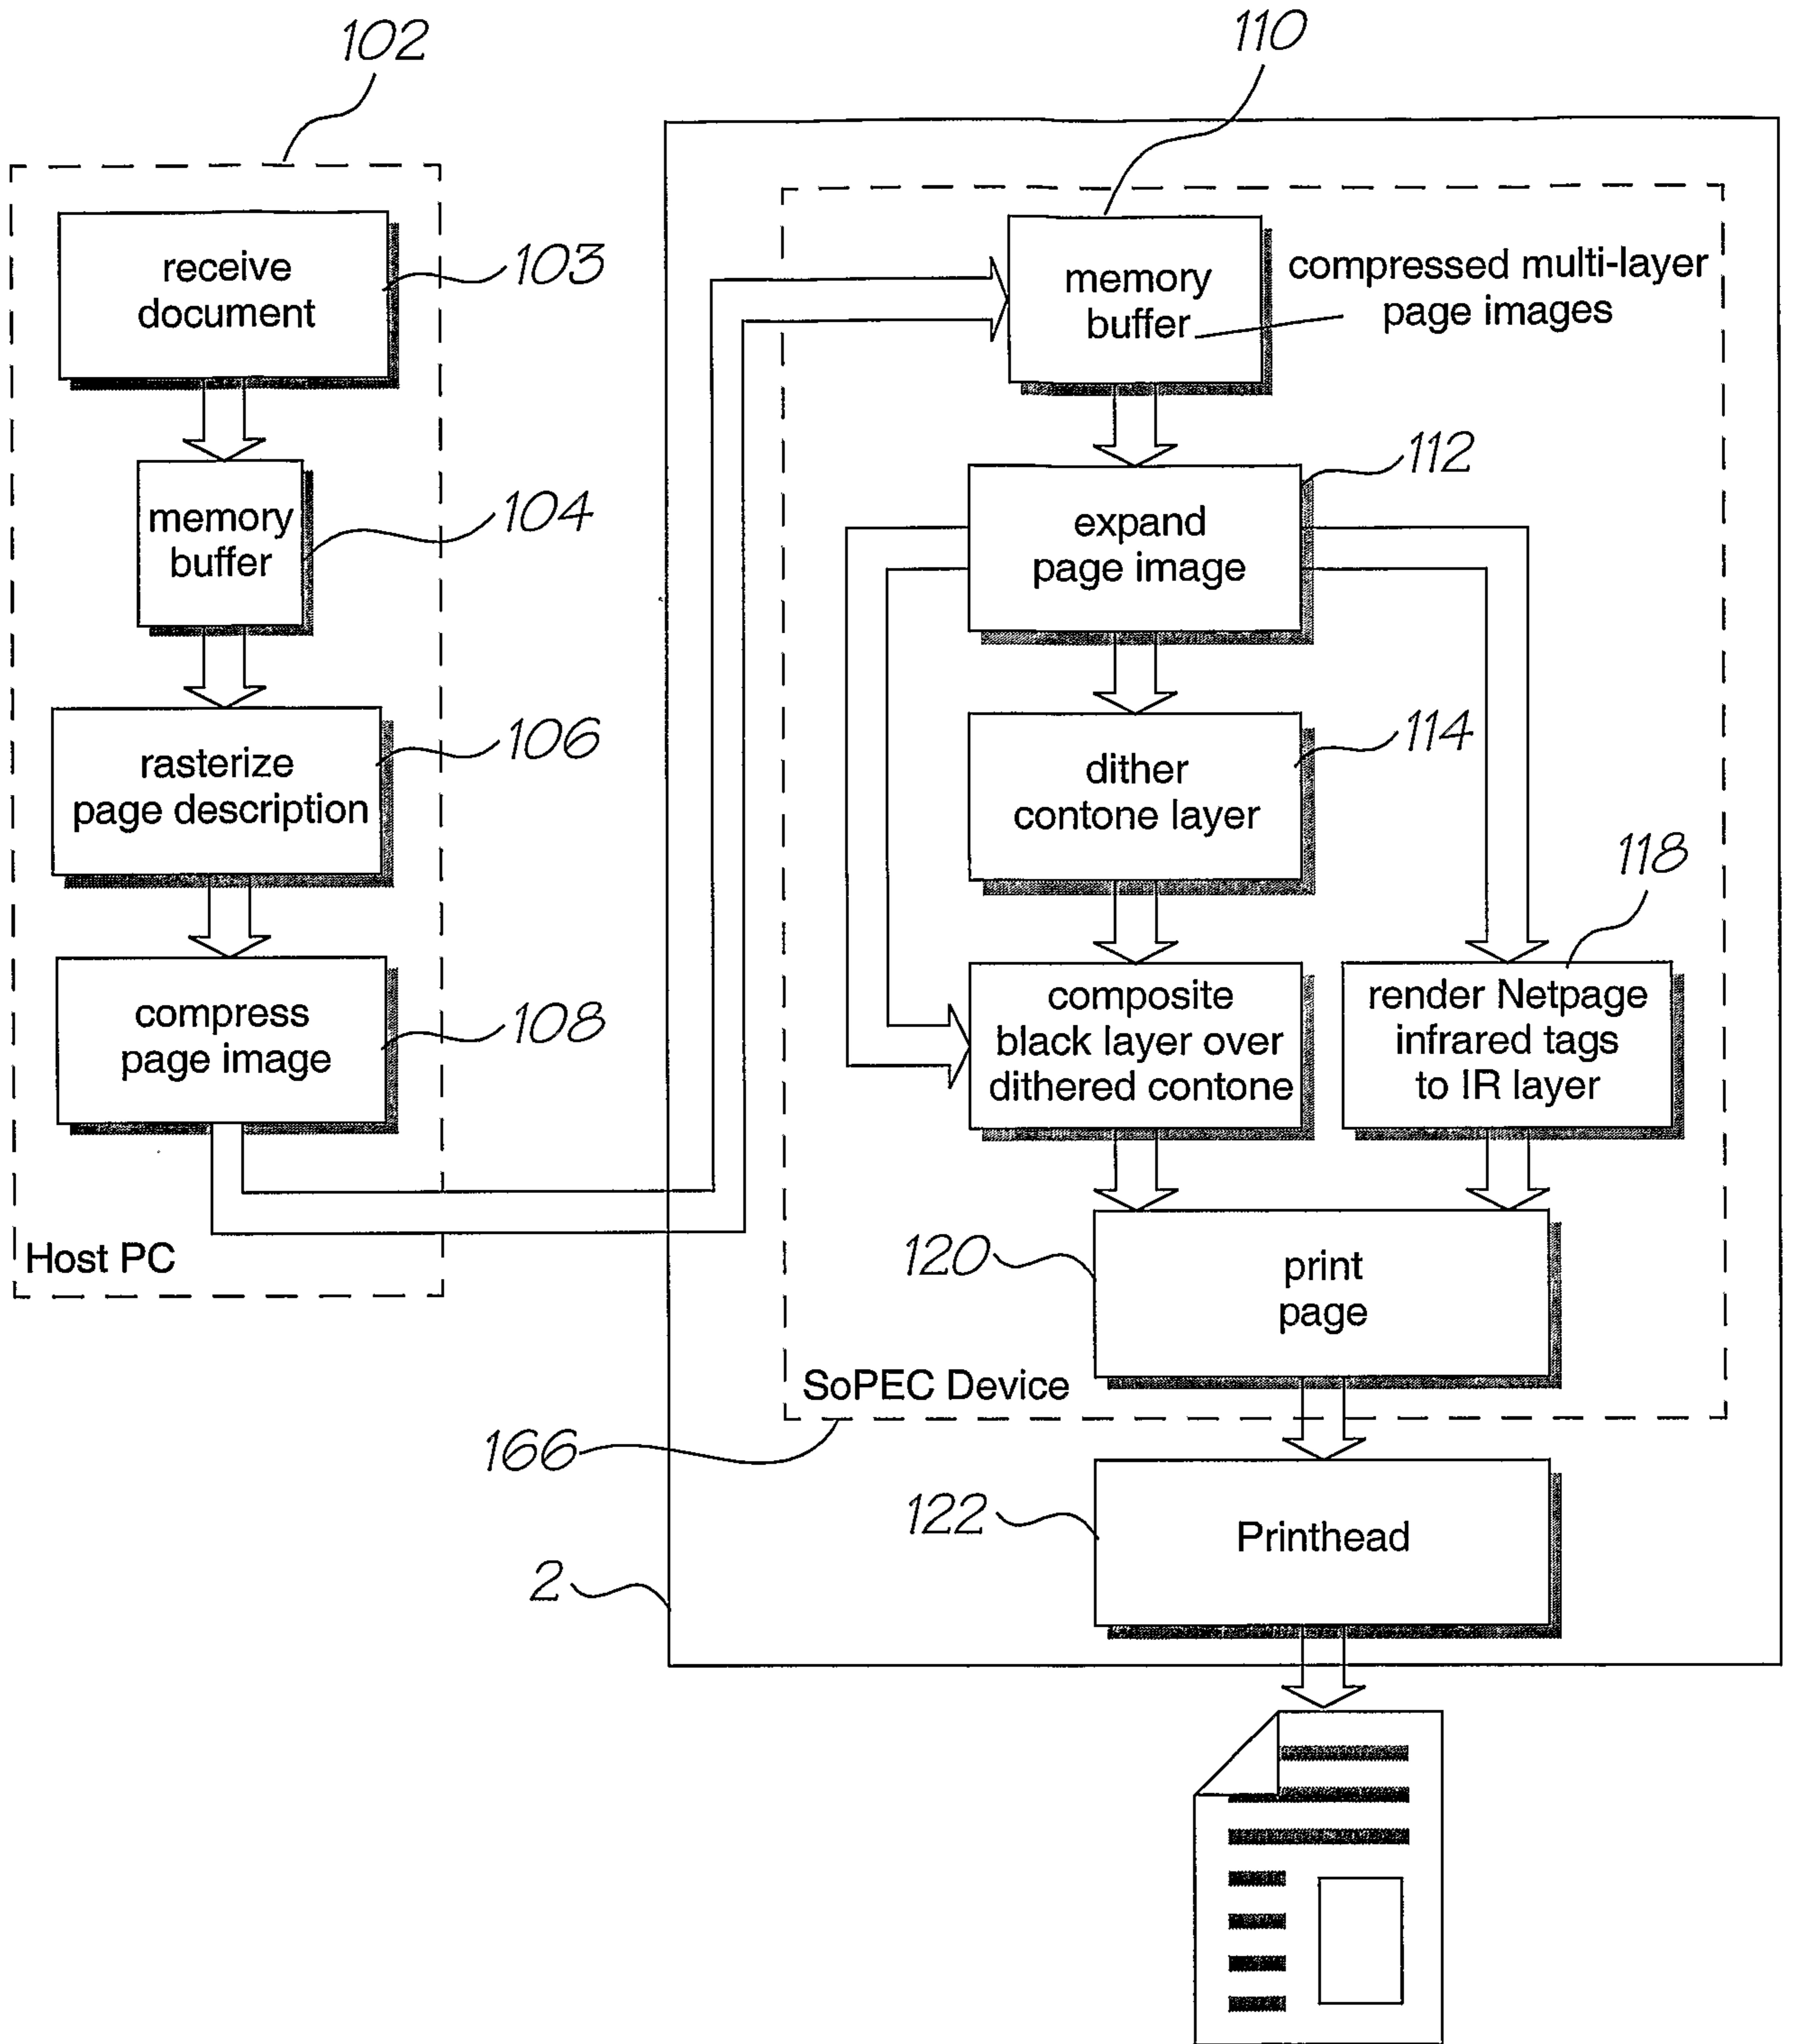 102
110
receive
document
103
memory
buffer
compressed multi-layer
page images
memory
buffer
104
expand
page image
112
rasterize
page description
106
dither
contone layer
114
118
compress
page image
108
composite
black layer over
dithered contone
render Netpage
infrared tags
to IR layer
Host PC
120
print
page
SoPEC Device
166
122
Printhead
2